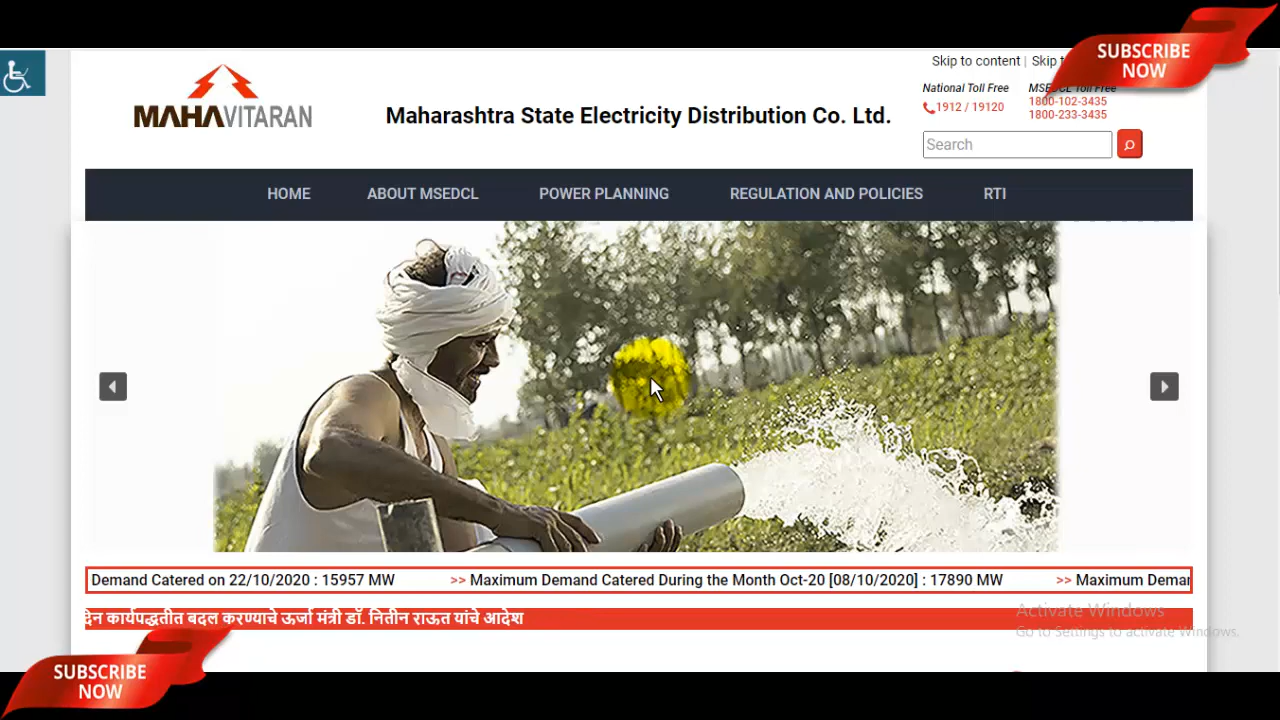 SUBSCRIBE
NOW
Skip to content | Skip t
MAHAVITARAN
Maharashtra State Electricity Distribution Co. Ltd.
National Toll Free
1912 / 19120
MSEDCL Toll Free
1800-102-3435
1800-233-3435
Search
HOME ABOUT MSEDCL POWER PLANNING REGULATION AND POLICIES RTI
Demand Catered on 22/10/2020 : 15957 MW >> Maximum Demand Catered During the Month Oct-20 [08/10/2020] : 17890 MW >> Maximum Deman
कार्यपद्धतीत बदल करण्याचे ऊर्जा मंत्री डॉ. नितीन राऊत यांचे आदेश
Activate Windows
Go to Settings to activate Windows.
SUBSCRIBE
NOW